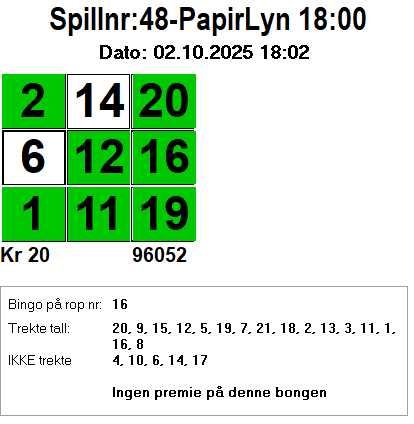 Spillnr:48-PapirLyn 18:00
Dato: 02.10.2025 18:02
2 14 20
6 12 16
1 11 19
Kr 20 96052
Bingo på rop nr: 16
Trekte tall: 20, 9, 15, 12, 5, 19, 7, 21, 18, 2, 13, 3, 11, 1,
16, 8
IKKE trekte 4, 10, 6, 14, 17
Ingen premie på denne bongen